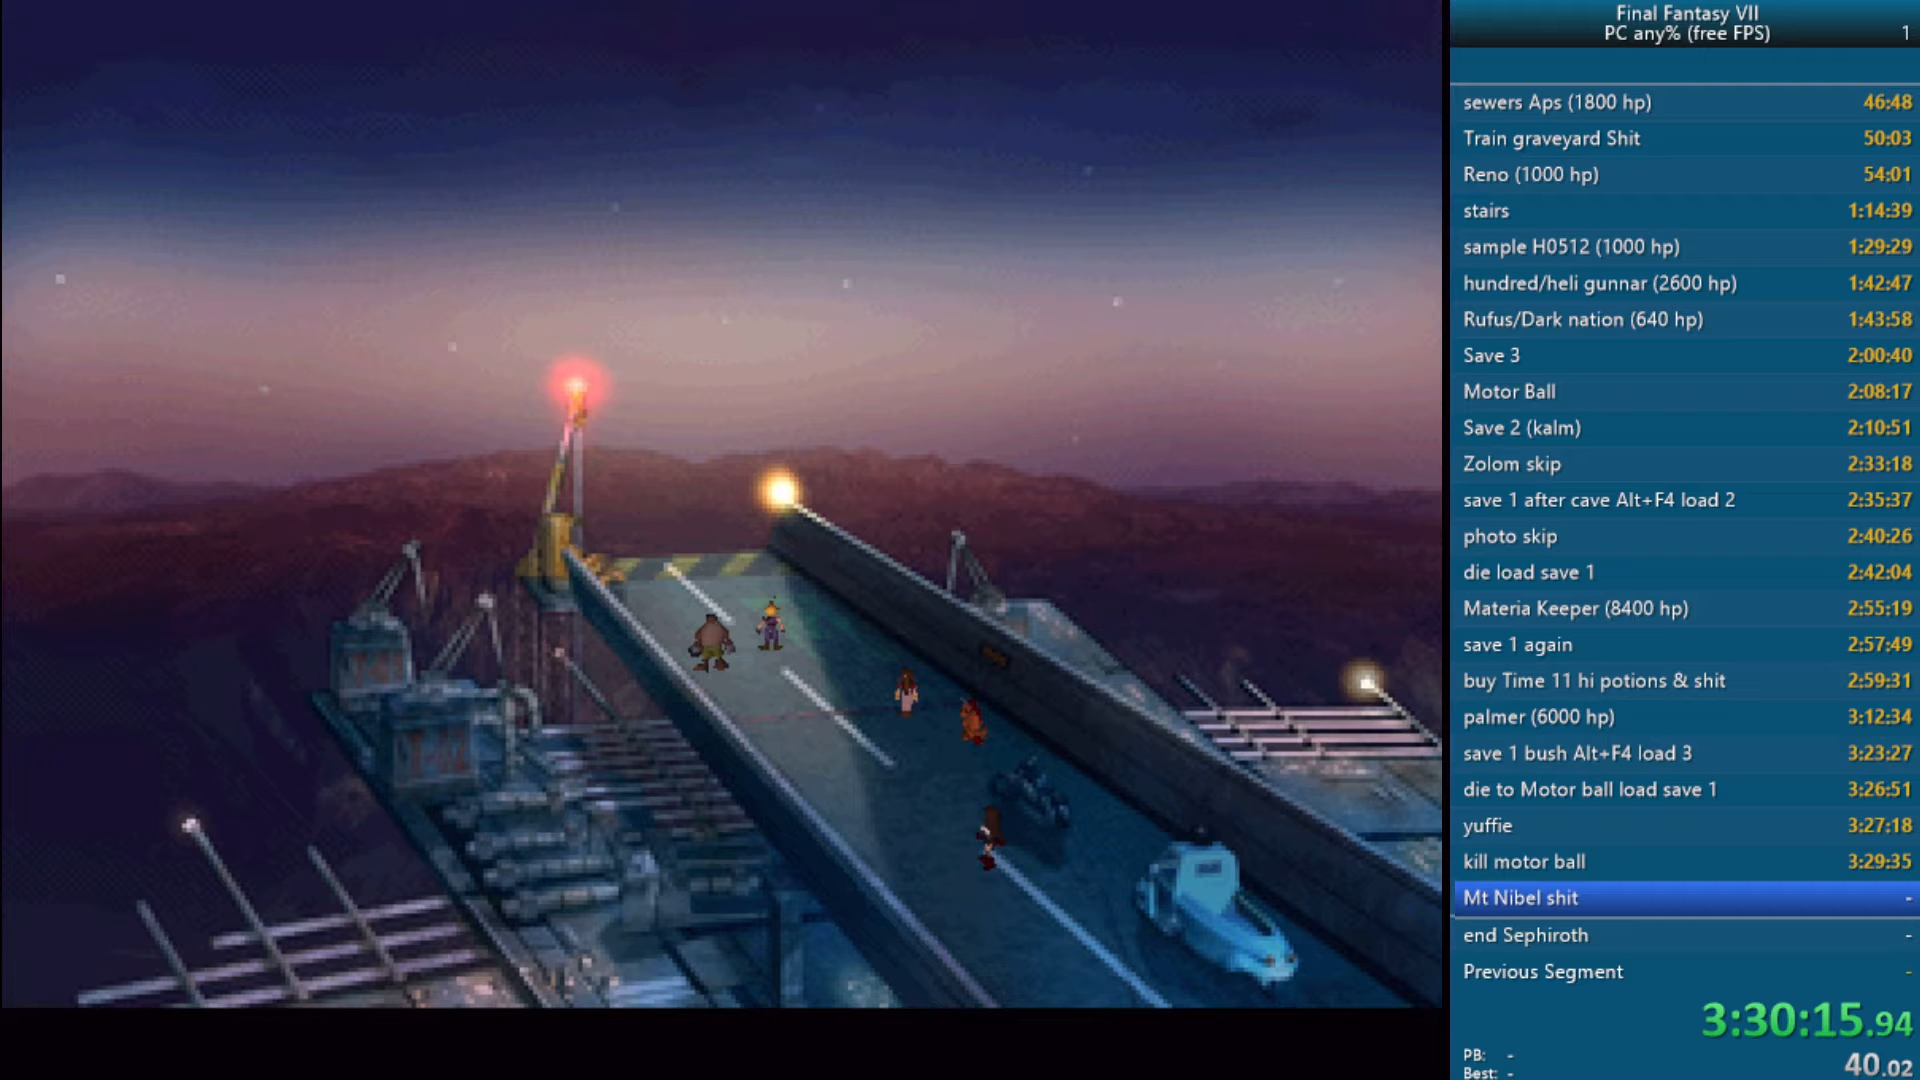 Final Fantasy VII
PC any% (free FPS) 1
sewers Aps (1800 hp) 46:48
Train graveyard Shit 50:03
Reno (1000 hp) 54:01
stairs 1:14:39
sample H0512 (1000 hp) 1:29:29
hundred/heli gunnar (2600 hp) 1:42:47
Rufus/Dark nation (640 hp) 1:43:58
Save 3 2:00:40
Motor Ball 2:08:17
Save 2 (kalm) 2:10:51
Zolom skip 2:33:18
save 1 after cave Alt+F4 load 2 2:35:37
photo skip 2:40:26
die load save 1 2:42:04
Materia Keeper (8400 hp) 2:55:19
save 1 again 2:57:49
buy Time 11 hi potions & shit 2:59:31
palmer (6000 hp) 3:12:34
save 1 bush Alt+F4 load 3 3:23:27
die to Motor ball load save 1 3:26:51
yuffie 3:27:18
kill motor ball 3:29:35
Mt Nibel shit -
end Sephiroth -
Previous Segment -
3:30:15.94
PB: -
Best: - 40.02